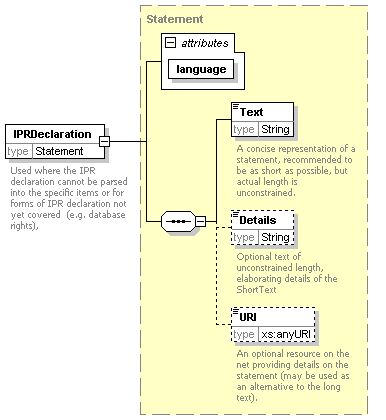 Statement
attributes
language
IPRDeclaration
type Statement
Used where the IPR
declaration cannot be parsed
into the specific items or for
forms of IPR declaration not
yet covered (e.g. database
rights),
Text
type String
A concise representation of a
statement, recommended to
be as short as possible, but
actual length is
unconstrained.
Details
type String
Optional text of
unconstrained length,
elaborating details of the
ShortText
URI
type xs:anyURI
An optional resource on the
net providing details on the
statement (may be used as
an alternative to the long
text).